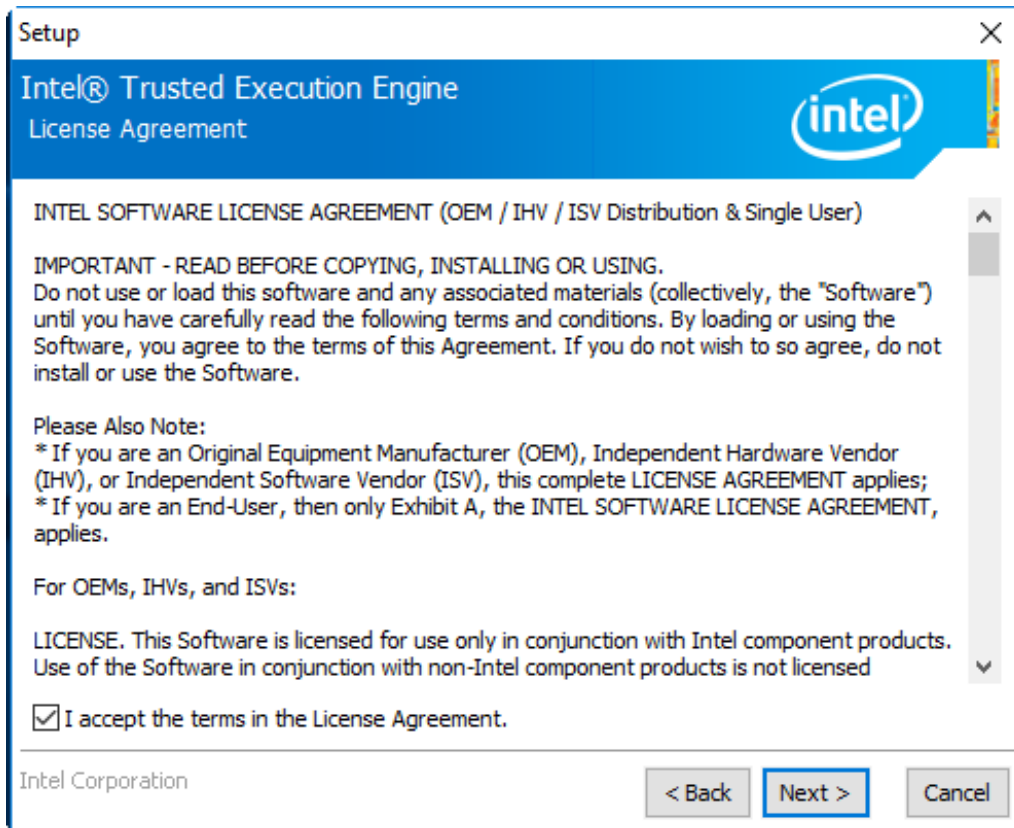 Setup
Intel® Trusted Execution Engine
License Agreement
intel
INTEL SOFTWARE LICENSE AGREEMENT (OEM / IHV / ISV Distribution & Single User)
IMPORTANT - READ BEFORE COPYING, INSTALLING OR USING.
Do not use or load this software and any associated materials (collectively, the "Software")
until you have carefully read the following terms and conditions. By loading or using the
Software, you agree to the terms of this Agreement. If you do not wish to so agree, do not
install or use the Software.
Please Also Note:
* If you are an Original Equipment Manufacturer (OEM), Independent Hardware Vendor
(IHV), or Independent Software Vendor (ISV), this complete LICENSE AGREEMENT applies;
* If you are an End-User, then only Exhibit A, the INTEL SOFTWARE LICENSE AGREEMENT,
applies.
For OEMs, IHVs, and ISVs:
LICENSE. This Software is licensed for use only in conjunction with Intel component products.
Use of the Software in conjunction with non-Intel component products is not licensed
I accept the terms in the License Agreement.
Intel Corporation
< Back
Next >
Cancel